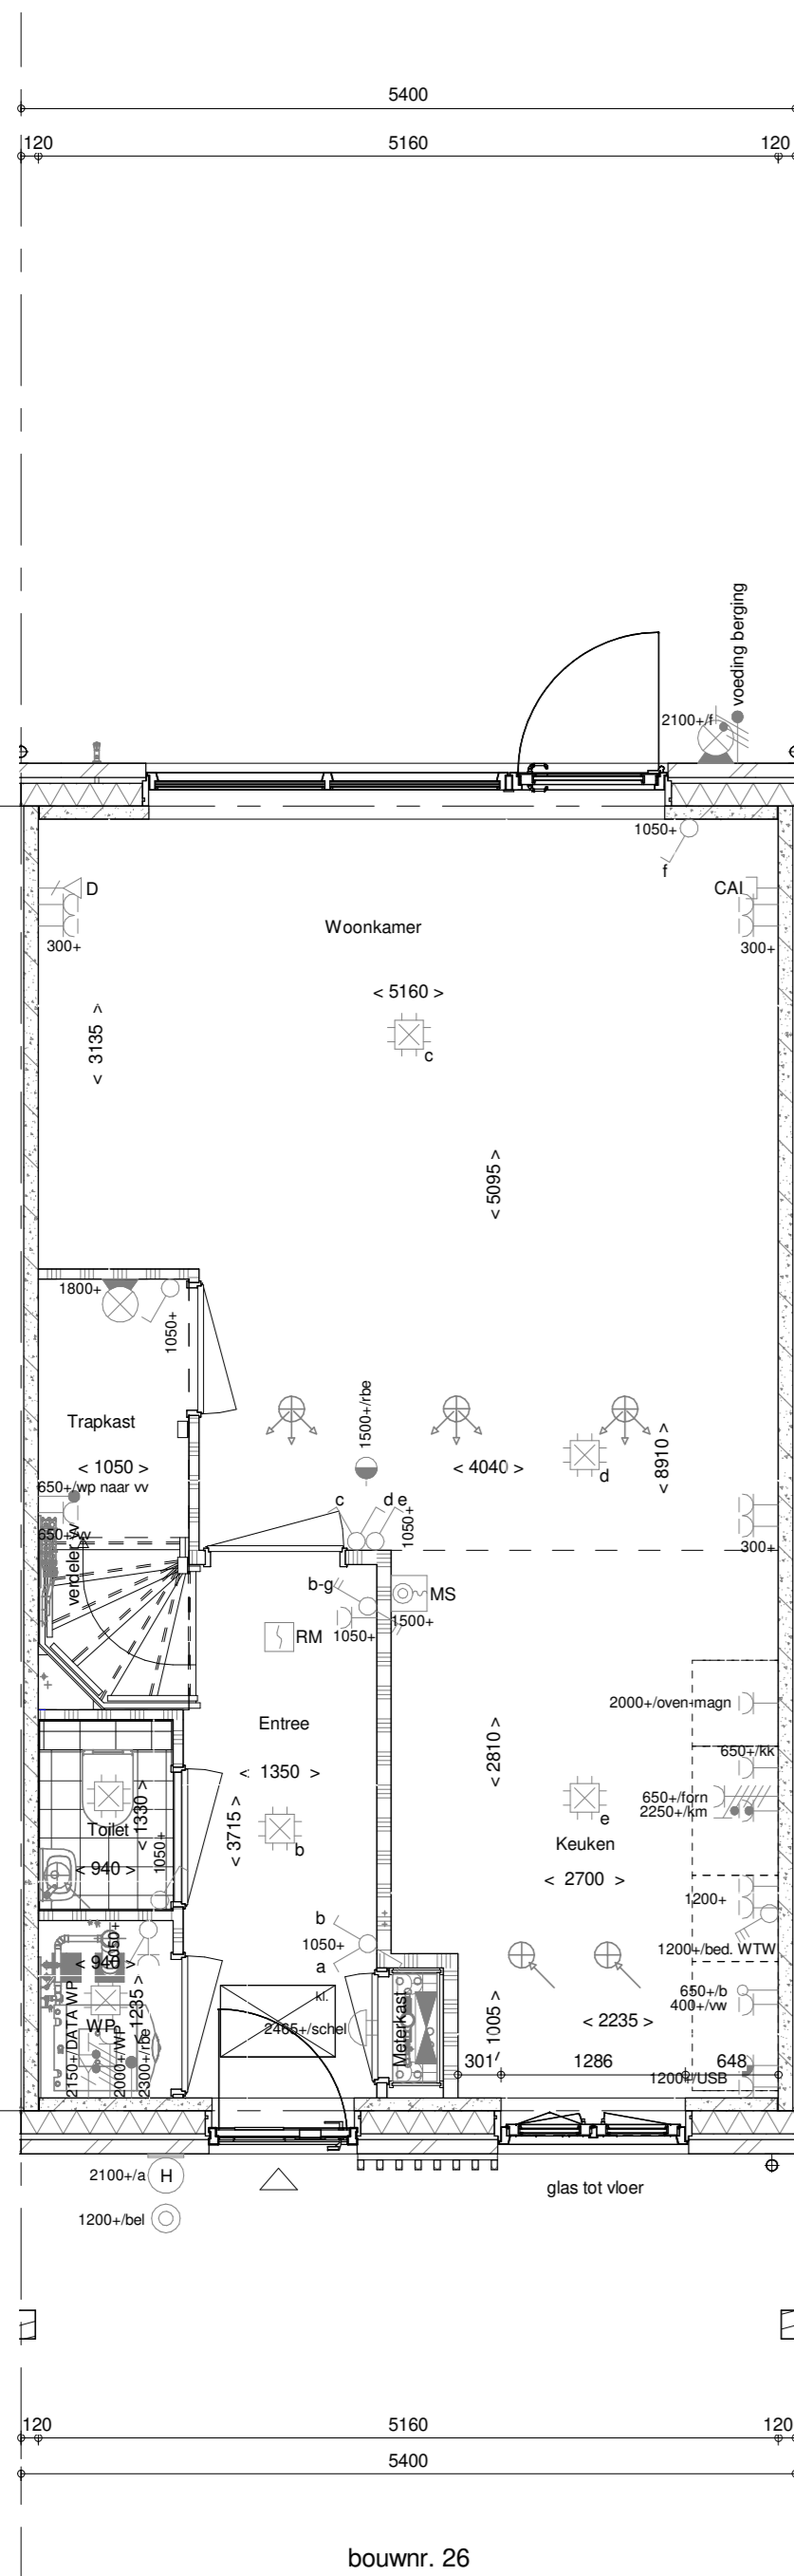 5400
120 5160 120
voeding berging
2100+/f
1050+
f
D
CAI
300+
300+
Woonkamer
< 5160 >
< 3135 >
c
< 5095 >
1800+
1050+
Trapkast
1500+/rbe
< 1050 >
< 4040 >
d
< 8910 >
650+/wp naar vv
650+/vv
verdeler vv
c
d e
1050+
300+
b-g
MS
1050+
1500+
RM
2000+/oven-magn
Entree
< 2810 >
650+/kk
< 1350 >
650+/forn
2250+/km
< 1330 >
e
Toilet
< 3715 >
b
Keuken
1050+
< 940 >
< 2700 >
1200+
b
1050+
a
1200+/bed. WTW
1050+
< 940 >
kl.
650+/b
400+/vw
< 1235 >
WP
2465+/schel
Meterkast
< 1005 >
< 2235 >
2150+/DATA WP
2000+/WP
2300+/rbe
301 1286 648
1200+/USB
2100+/a H
1200+/bel
glas tot vloer
120 5160 120
5400
bouwnr. 26